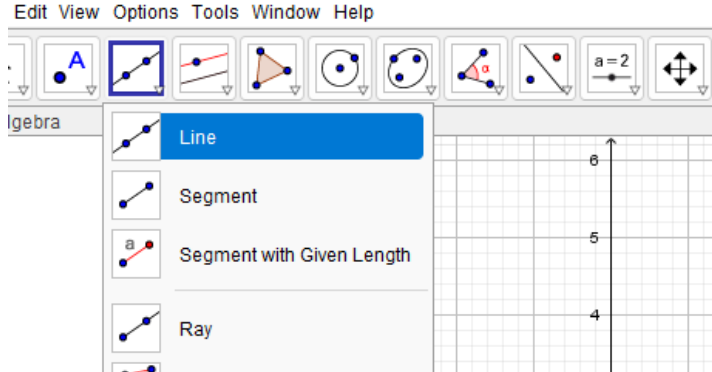 Edit View Options Tools Window Help
A
α
a=2
lgebra
Line
Segment
a
Segment with Given Length
Ray
6
5
4